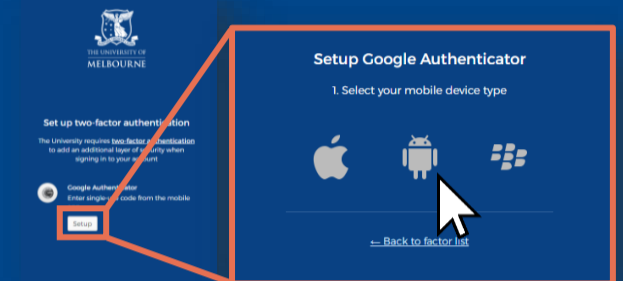 THE UNIVERSITY OF
MELBOURNE
Set up two-factor authentication
The University requires two-factor authentication
to add an additional layer of security when
signing in to your account
Google Authenticator
Enter single-use code from the mobile
Setup
Setup Google Authenticator
1. Select your mobile device type
← Back to factor list